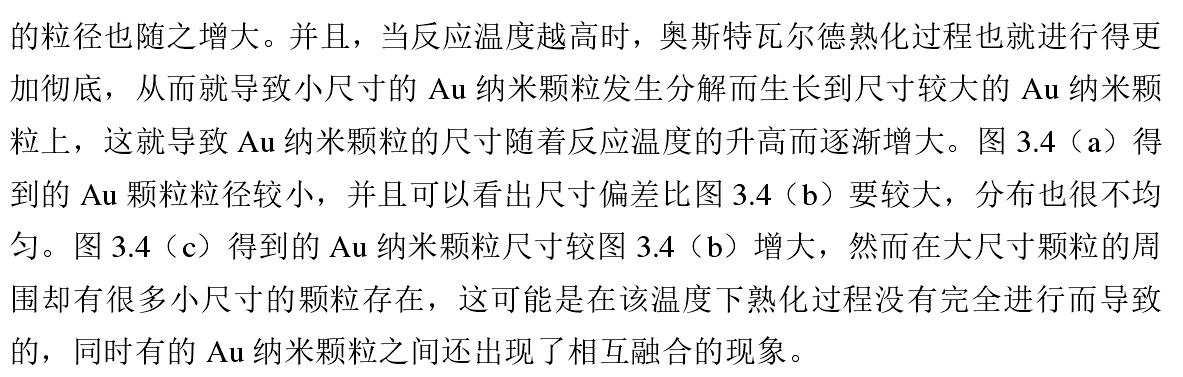 的粒径也随之增大。并且，当反应温度越高时，奥斯特瓦尔德熟化过程也就进行得更
加彻底，从而就导致小尺寸的 Au 纳米颗粒发生分解而生长到尺寸较大的 Au 纳米颗
粒上，这就导致 Au 纳米颗粒的尺寸随着反应温度的升高而逐渐增大。图 3.4（a）得
到的 Au 颗粒粒径较小，并且可以看出尺寸偏差比图 3.4（b）要较大，分布也很不均
匀。图 3.4（c）得到的 Au 纳米颗粒尺寸较图 3.4（b）增大，然而在大尺寸颗粒的周
围却有很多小尺寸的颗粒存在，这可能是在该温度下熟化过程没有完全进行而导致
的，同时有的 Au 纳米颗粒之间还出现了相互融合的现象。